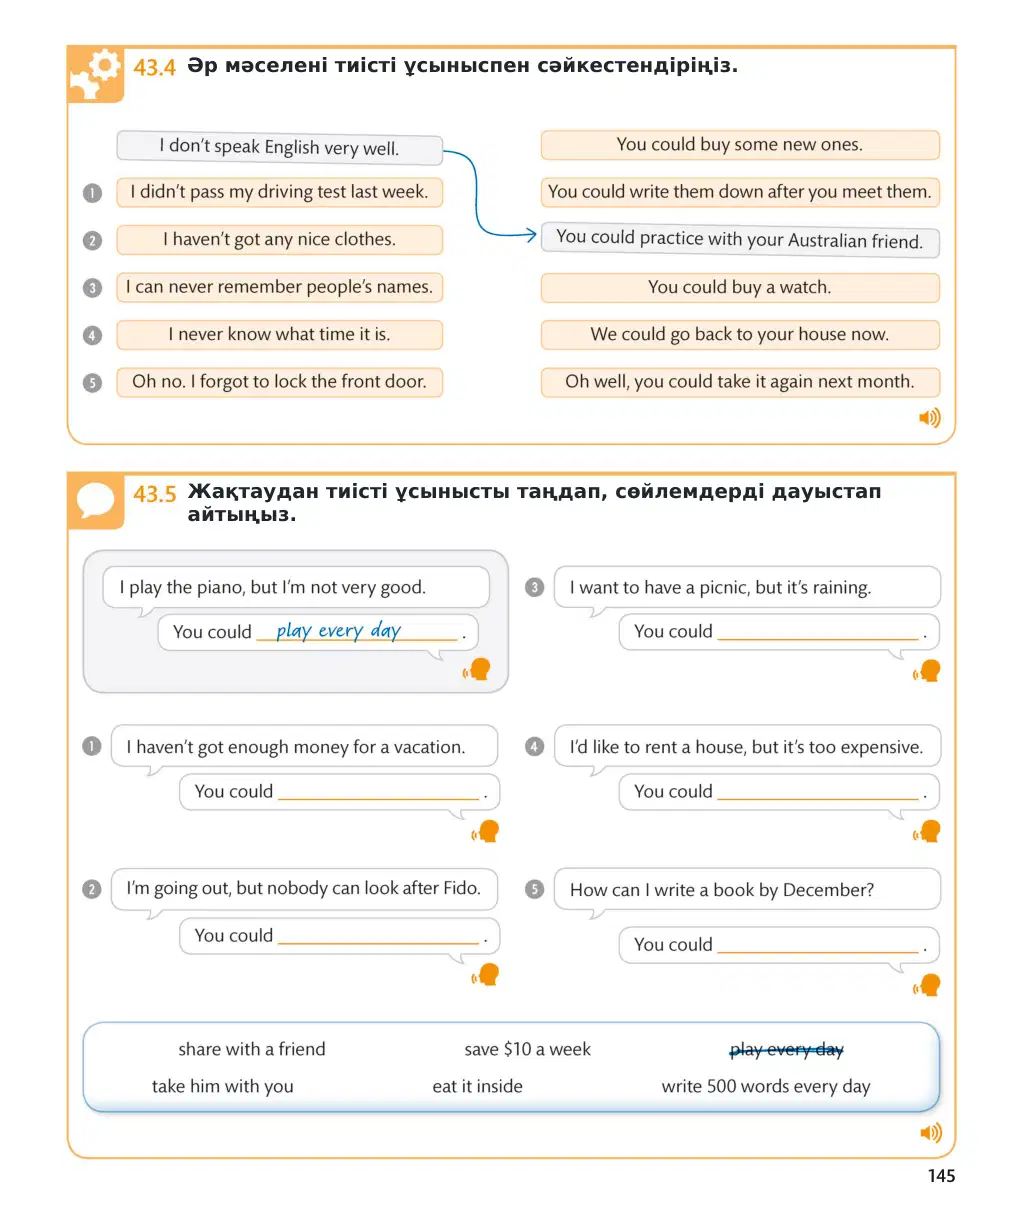 43.4 Әр мәселені тиісті ұсыныспен сәйкестендіріңіз.
I don't speak English very well.
1 I didn't pass my driving test last week.
2 I haven't got any nice clothes.
3 I can never remember people's names.
4 I never know what time it is.
5 Oh no. I forgot to lock the front door.
You could buy some new ones.
You could write them down after you meet them.
You could practice with your Australian friend.
You could buy a watch.
We could go back to your house now.
Oh well, you could take it again next month.
43.5 Жақтаудан тиісті ұсынысты таңдап, сөйлемдерді дауыстап
айтыңыз.
I play the piano, but I'm not very good.
You could play every day .
1 I haven't got enough money for a vacation.
You could ____________________ .
2 I'm going out, but nobody can look after Fido.
You could ____________________ .
3 I want to have a picnic, but it's raining.
You could ____________________ .
4 I'd like to rent a house, but it's too expensive.
You could ____________________ .
5 How can I write a book by December?
You could ____________________ .
share with a friend save $10 a week play every day
take him with you eat it inside write 500 words every day
145